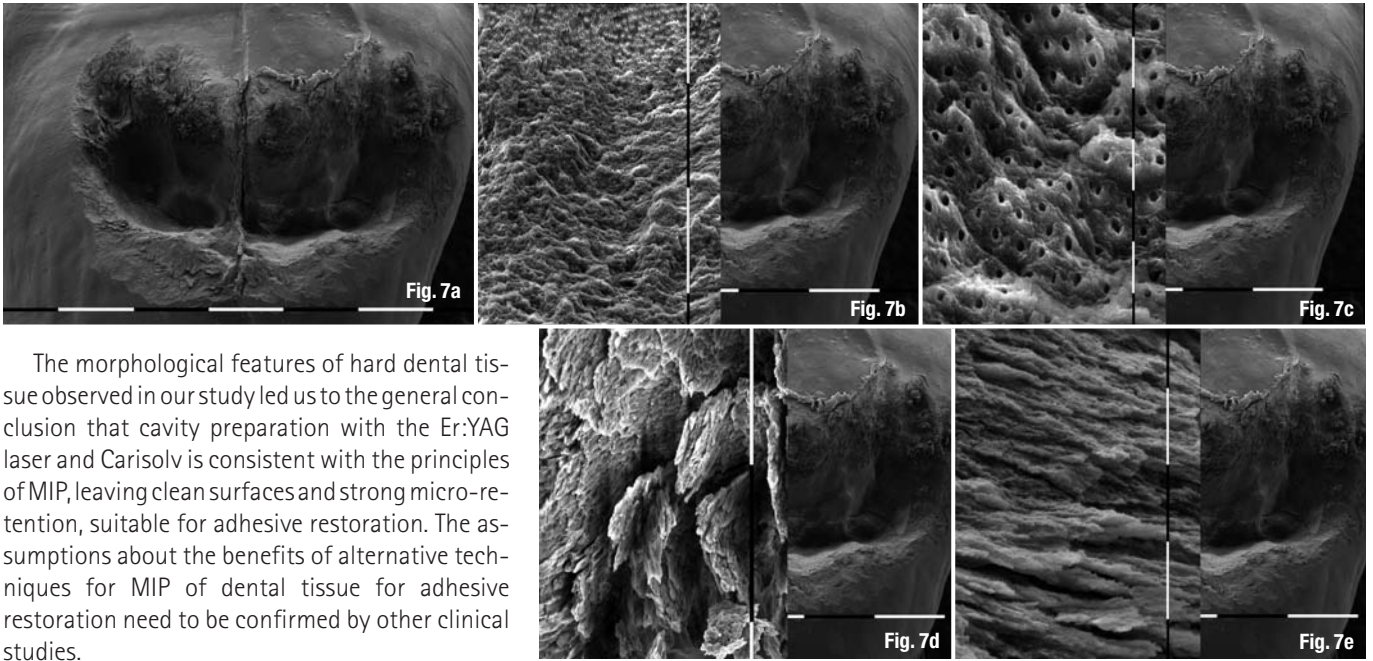 Fig. 7a
Fig. 7b
Fig. 7c
The morphological features of hard dental tis-
sue observed in our study led us to the general con-
clusion that cavity preparation with the Er:YAG
laser and Carisolv is consistent with the principles
of MIP, leaving clean surfaces and strong micro-re-
tention, suitable for adhesive restoration. The as-
sumptions about the benefits of alternative tech-
niques for MIP of dental tissue for adhesive
restoration need to be confirmed by other clinical
studies.
Fig. 7d
Fig. 7e